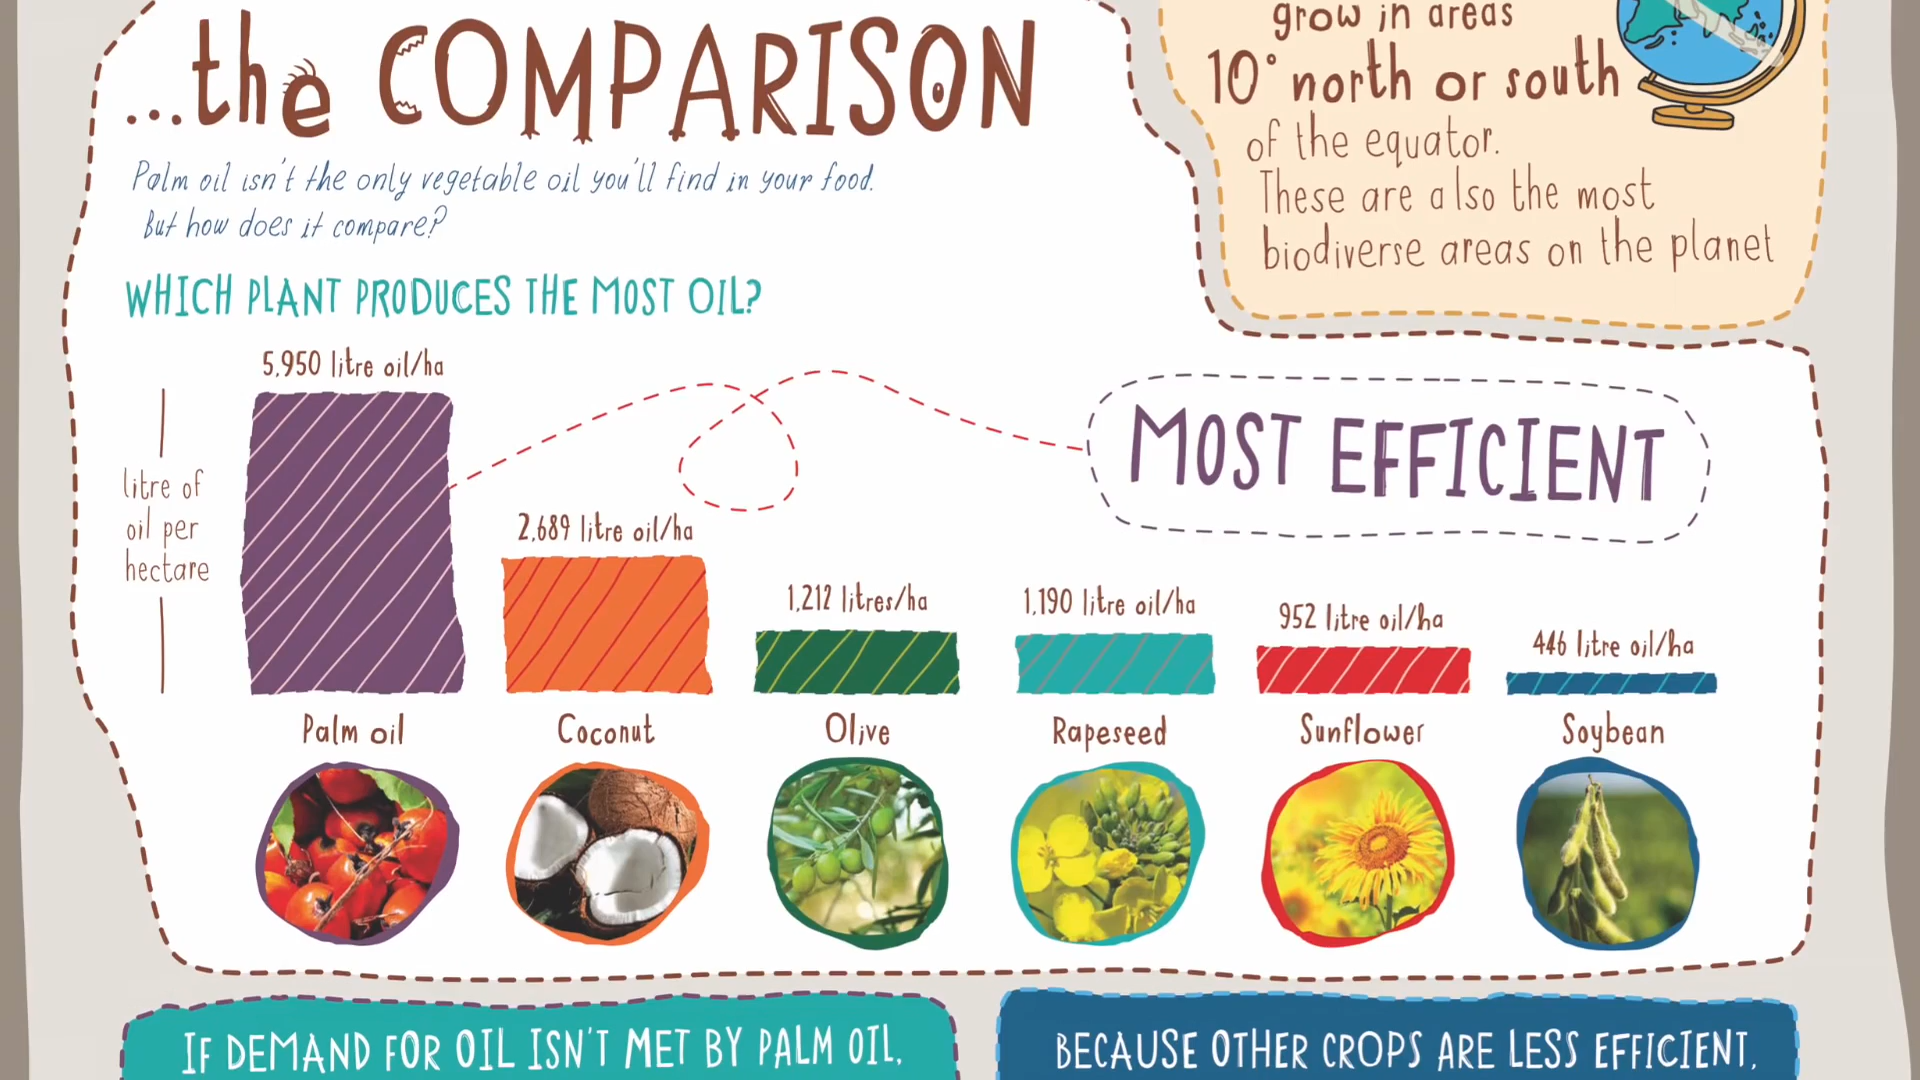 ...the COMPARISON
Palm oil isn't the only vegetable oil you'll find in your food.
But how does it compare?
grow in areas
10° north or south
of the equator.
These are also the most
biodiverse areas on the planet
WHICH PLANT PRODUCES THE MOST OIL?
litre of
oil per
hectare
5,950 litre oil/ha
2,689 litre oil/ha
1,212 litres/ha
1,190 litre oil/ha
952 litre oil/ha
446 litre oil/ha
MOST EFFICIENT
Palm oil
Coconut
Olive
Rapeseed
Sunflower
Soybean
IF DEMAND FOR OIL ISN'T MET BY PALM OIL,
BECAUSE OTHER CROPS ARE LESS EFFICIENT,